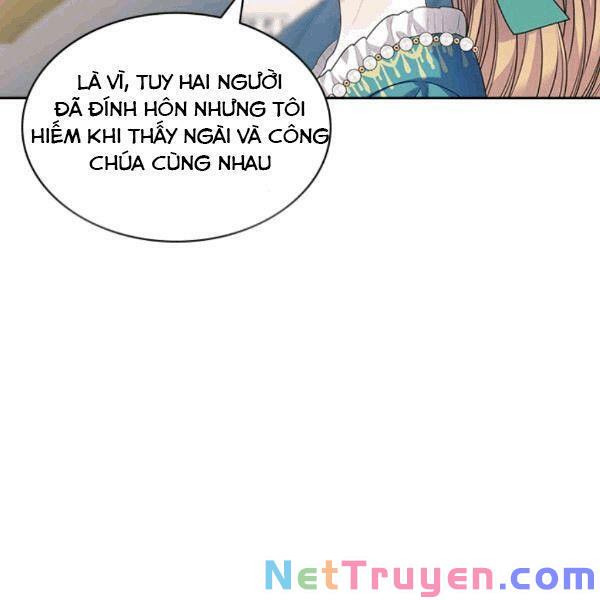 LÀ VÌ, TUY HAI NGƯỜI
ĐÃ ĐÍNH HÔN NHƯNG TÔI
HIẾM KHI THẤY NGÀI VÀ CÔNG
CHÚA CÙNG NHAU
NetTruyen.com